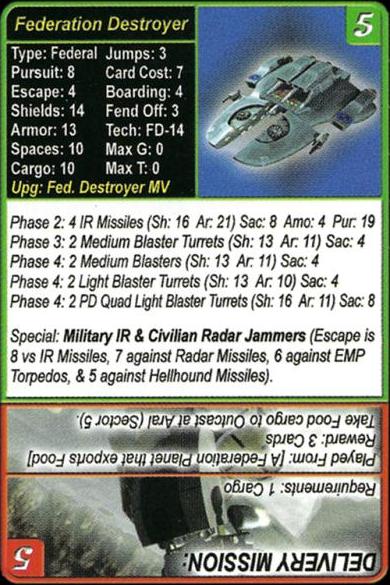 Federation Destroyer
5
Type: Federal Jumps: 3
Pursuit: 8 Card Cost: 7
Escape: 4 Boarding: 4
Shields: 14 Fend Off: 3
Armor: 13 Tech: FD-14
Spaces: 10 Max G: 0
Cargo: 10 Max T: 0
Upg: Fed. Destroyer MV
Phase 2: 4 IR Missiles (Sh: 16 Ar: 21) Sac: 8 Amo: 4 Pur: 19
Phase 3: 2 Medium Blaster Turrets (Sh: 13 Ar: 11) Sac: 4
Phase 4: 2 Medium Blasters (Sh: 13 Ar: 11) Sac: 4
Phase 4: 2 Light Blaster Turrets (Sh: 13 Ar: 10) Sac: 4
Phase 4: 2 PD Quad Light Blaster Turrets (Sh: 16 Ar: 11) Sac: 8
Special: Military IR & Civilian Radar Jammers (Escape is
8 vs IR Missiles, 7 against Radar Missiles, 6 against EMP
Torpedos, & 5 against Hellhound Missiles).
DELIVERY MISSION:
5
Requirements: 1 Cargo
Played From: [A Federation Planet that exports Food]
Reward: 3 Cards
Take Food cargo to Outcast at Aral (Sector 5).